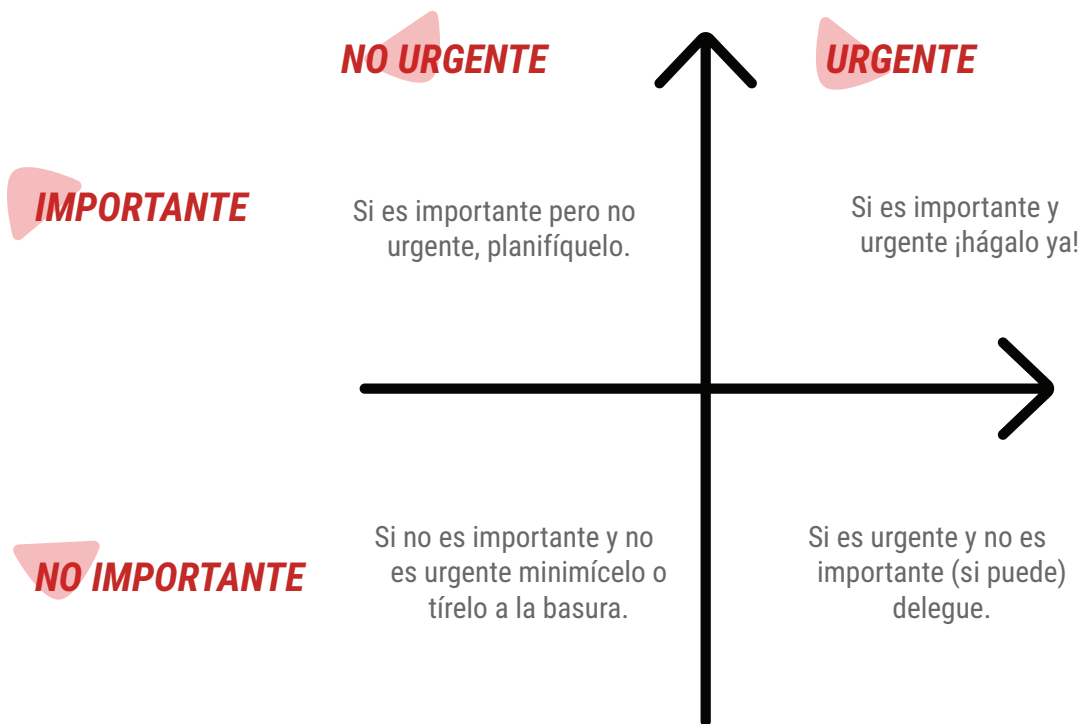 NO URGENTE
URGENTE
IMPORTANTE
Si es importante pero no
urgente, planifíquelo.
Si es importante y
urgente ¡hágalo ya!
NO IMPORTANTE
Si no es importante y no
es urgente minimícelo o
tírelo a la basura.
Si es urgente y no es
importante (si puede)
delegue.